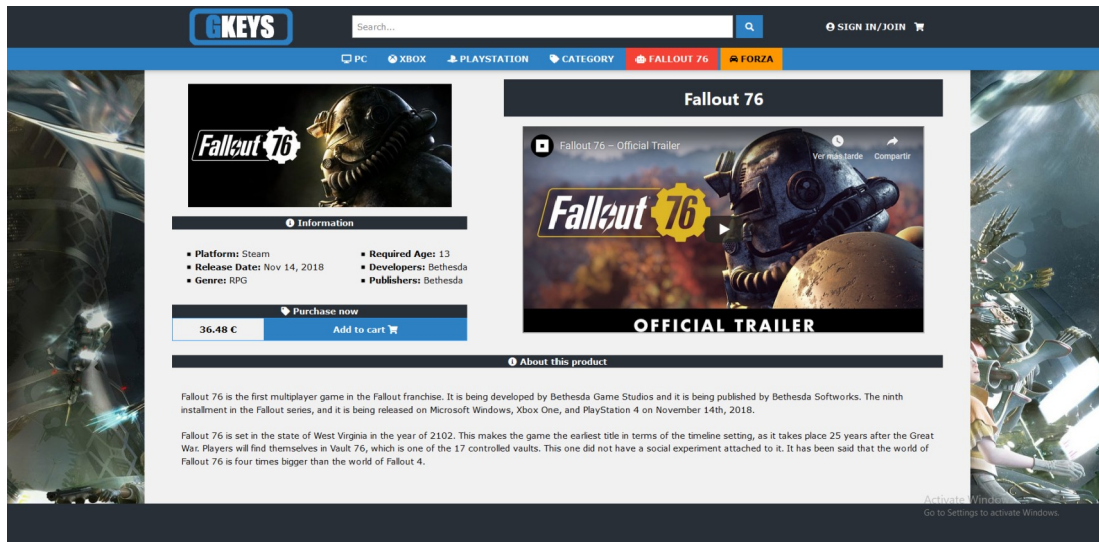 GKEYS
Search...
SIGN IN/JOIN
PC XBOX PLAYSTATION CATEGORY FALLOUT 76 FORZA
Fallout 76
Fallout 76
Fallout 76 – Official Trailer
Ver más tarde Compartir
Fallout 76
OFFICIAL TRAILER
Information
Platform: Steam
Release Date: Nov 14, 2018
Genre: RPG
Required Age: 13
Developers: Bethesda
Publishers: Bethesda
Purchase now
36.48 € Add to cart
About this product
Fallout 76 is the first multiplayer game in the Fallout franchise. It is being developed by Bethesda Game Studios and it is being published by Bethesda Softworks. The ninth
installment in the Fallout series, and it is being released on Microsoft Windows, Xbox One, and PlayStation 4 on November 14th, 2018.
Fallout 76 is set in the state of West Virginia in the year of 2102. This makes the game the earliest title in terms of the timeline setting, as it takes place 25 years after the Great
War. Players will find themselves in Vault 76, which is one of the 17 controlled vaults. This one did not have a social experiment attached to it. It has been said that the world of
Fallout 76 is four times bigger than the world of Fallout 4.
Activate Windows
Go to Settings to activate Windows.